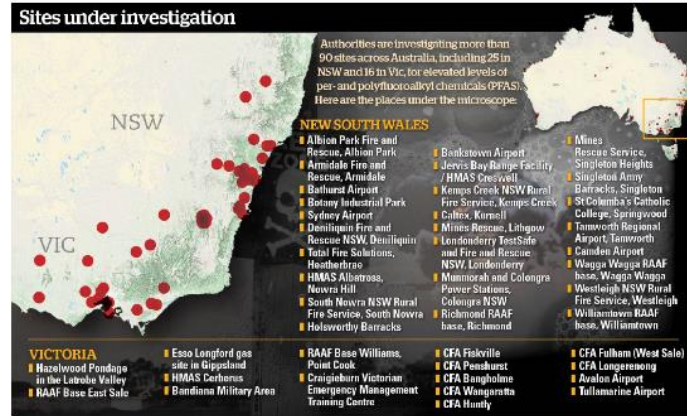 Sites under investigation
Authorities are investigating more than
90 sites across Australia, including 25 in
NSW and 16 in Vic, for elevated levels of
per- and polyfluoroalkyl chemicals (PFAS).
Here are the places under the microscope:
NSW
VIC
NEW SOUTH WALES
Albion Park Fire and
Rescue, Albion Park
Armidale Fire and
Rescue, Armidale
Bathurst Airport
Botany Industrial Park
Sydney Airport
Deniliquin Fire and
Rescue NSW, Deniliquin
Total Fire Solutions,
Heatherbrae
HMAS Albatross,
Nowra Hill
South Nowra NSW Rural
Fire Service, South Nowra
Holsworthy Barracks
Bankstown Airport
Jervis Bay Range Facility
/ HMAS Creswell
Kemps Creek NSW Rural
Fire Service, Kemps Creek
Caltex, Kurnell
Mines Rescue, Lithgow
Londonderry TestSafe
and Fire and Rescue
NSW, Londonderry
Munmorah and Colongra
Power Stations,
Colongra NSW
Richmond RAAF
base, Richmond
Mines
Rescue Service,
Singleton Heights
Singleton Army
Barracks, Singleton
St Columba's Catholic
College, Springwood
Tamworth Regional
Airport, Tamworth
Camden Airport
Wagga Wagga RAAF
base, Wagga Wagga
Westleigh NSW Rural
Fire Service, Westleigh
Williamtown RAAF
base, Williamtown
VICTORIA
Hazelwood Pondage
in the Latrobe Valley
RAAF Base East Sale
Esso Longford gas
site in Gippsland
HMAS Cerberus
Bandiana Military Area
RAAF Base Williams,
Point Cook
Craigieburn Victorian
Emergency Management
Training Centre
CFA Fiskville
CFA Penshurst
CFA Bangholme
CFA Wangaratta
CFA Huntly
CFA Fulham (West Sale)
CFA Longerenong
Avalon Airport
Tullamarine Airport